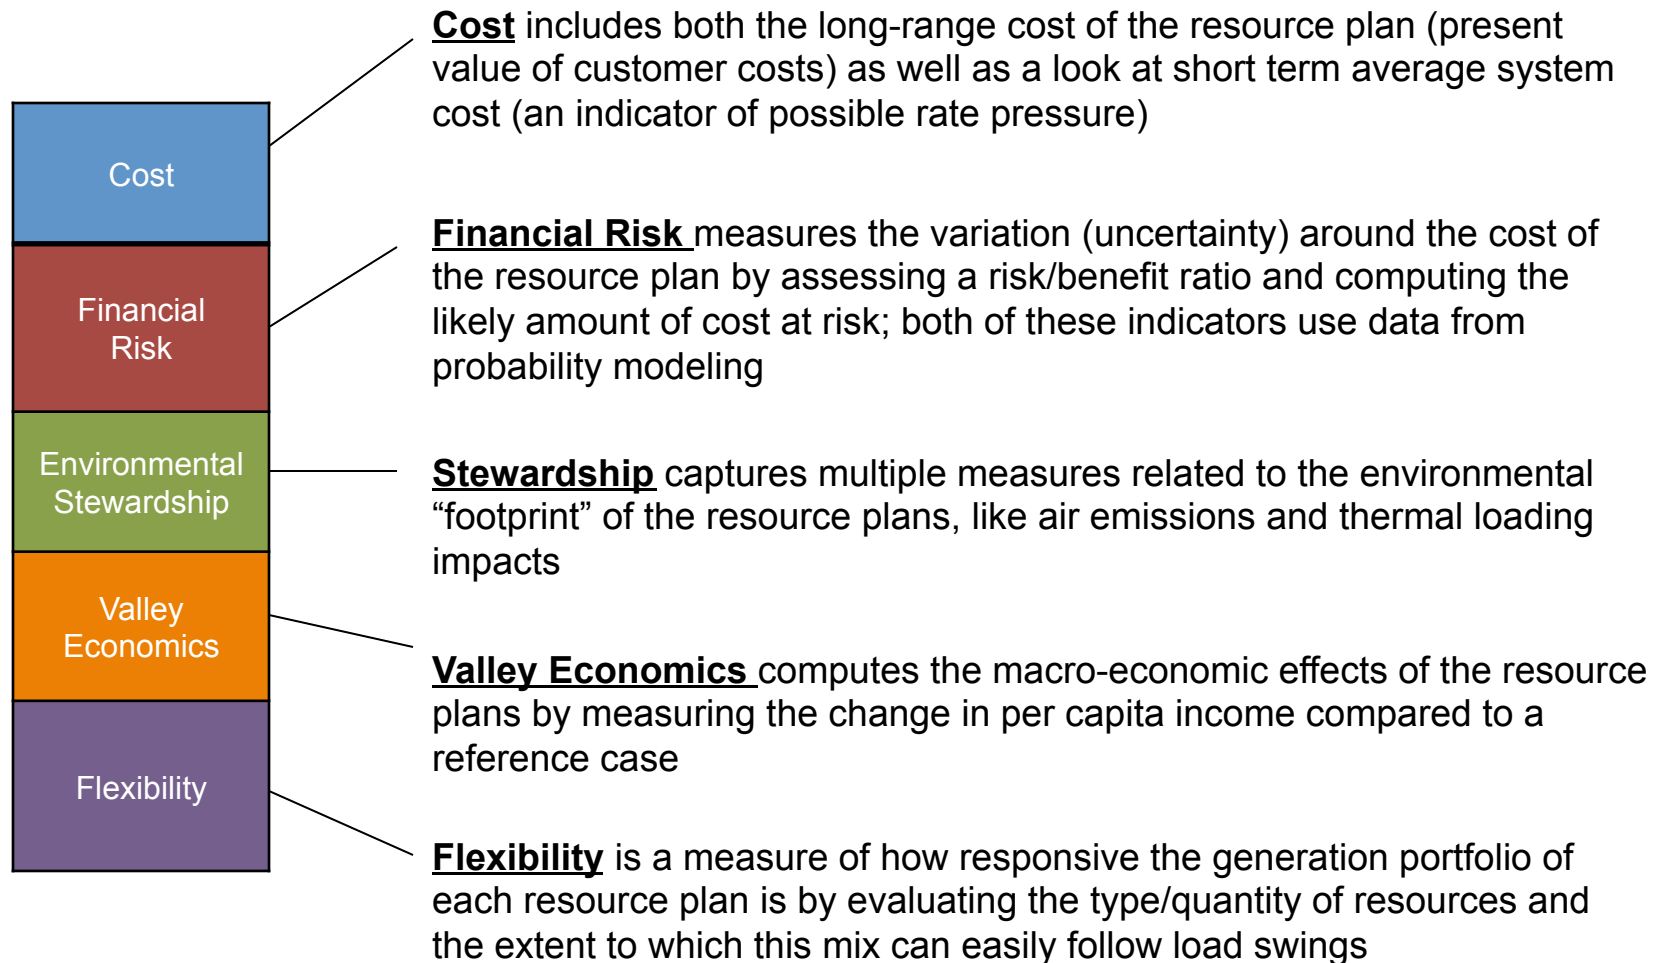 Cost includes both the long-range cost of the resource plan (present
value of customer costs) as well as a look at short term average system
cost (an indicator of possible rate pressure)
Cost
Financial Risk measures the variation (uncertainty) around the cost of
the resource plan by assessing a risk/benefit ratio and computing the
likely amount of cost at risk; both of these indicators use data from
probability modeling
Financial
Risk
Stewardship captures multiple measures related to the environmental
“footprint” of the resource plans, like air emissions and thermal loading
impacts
Environmental
Stewardship
Valley Economics computes the macro-economic effects of the resource
plans by measuring the change in per capita income compared to a
reference case
Valley
Economics
Flexibility is a measure of how responsive the generation portfolio of
each resource plan is by evaluating the type/quantity of resources and
the extent to which this mix can easily follow load swings
Flexibility